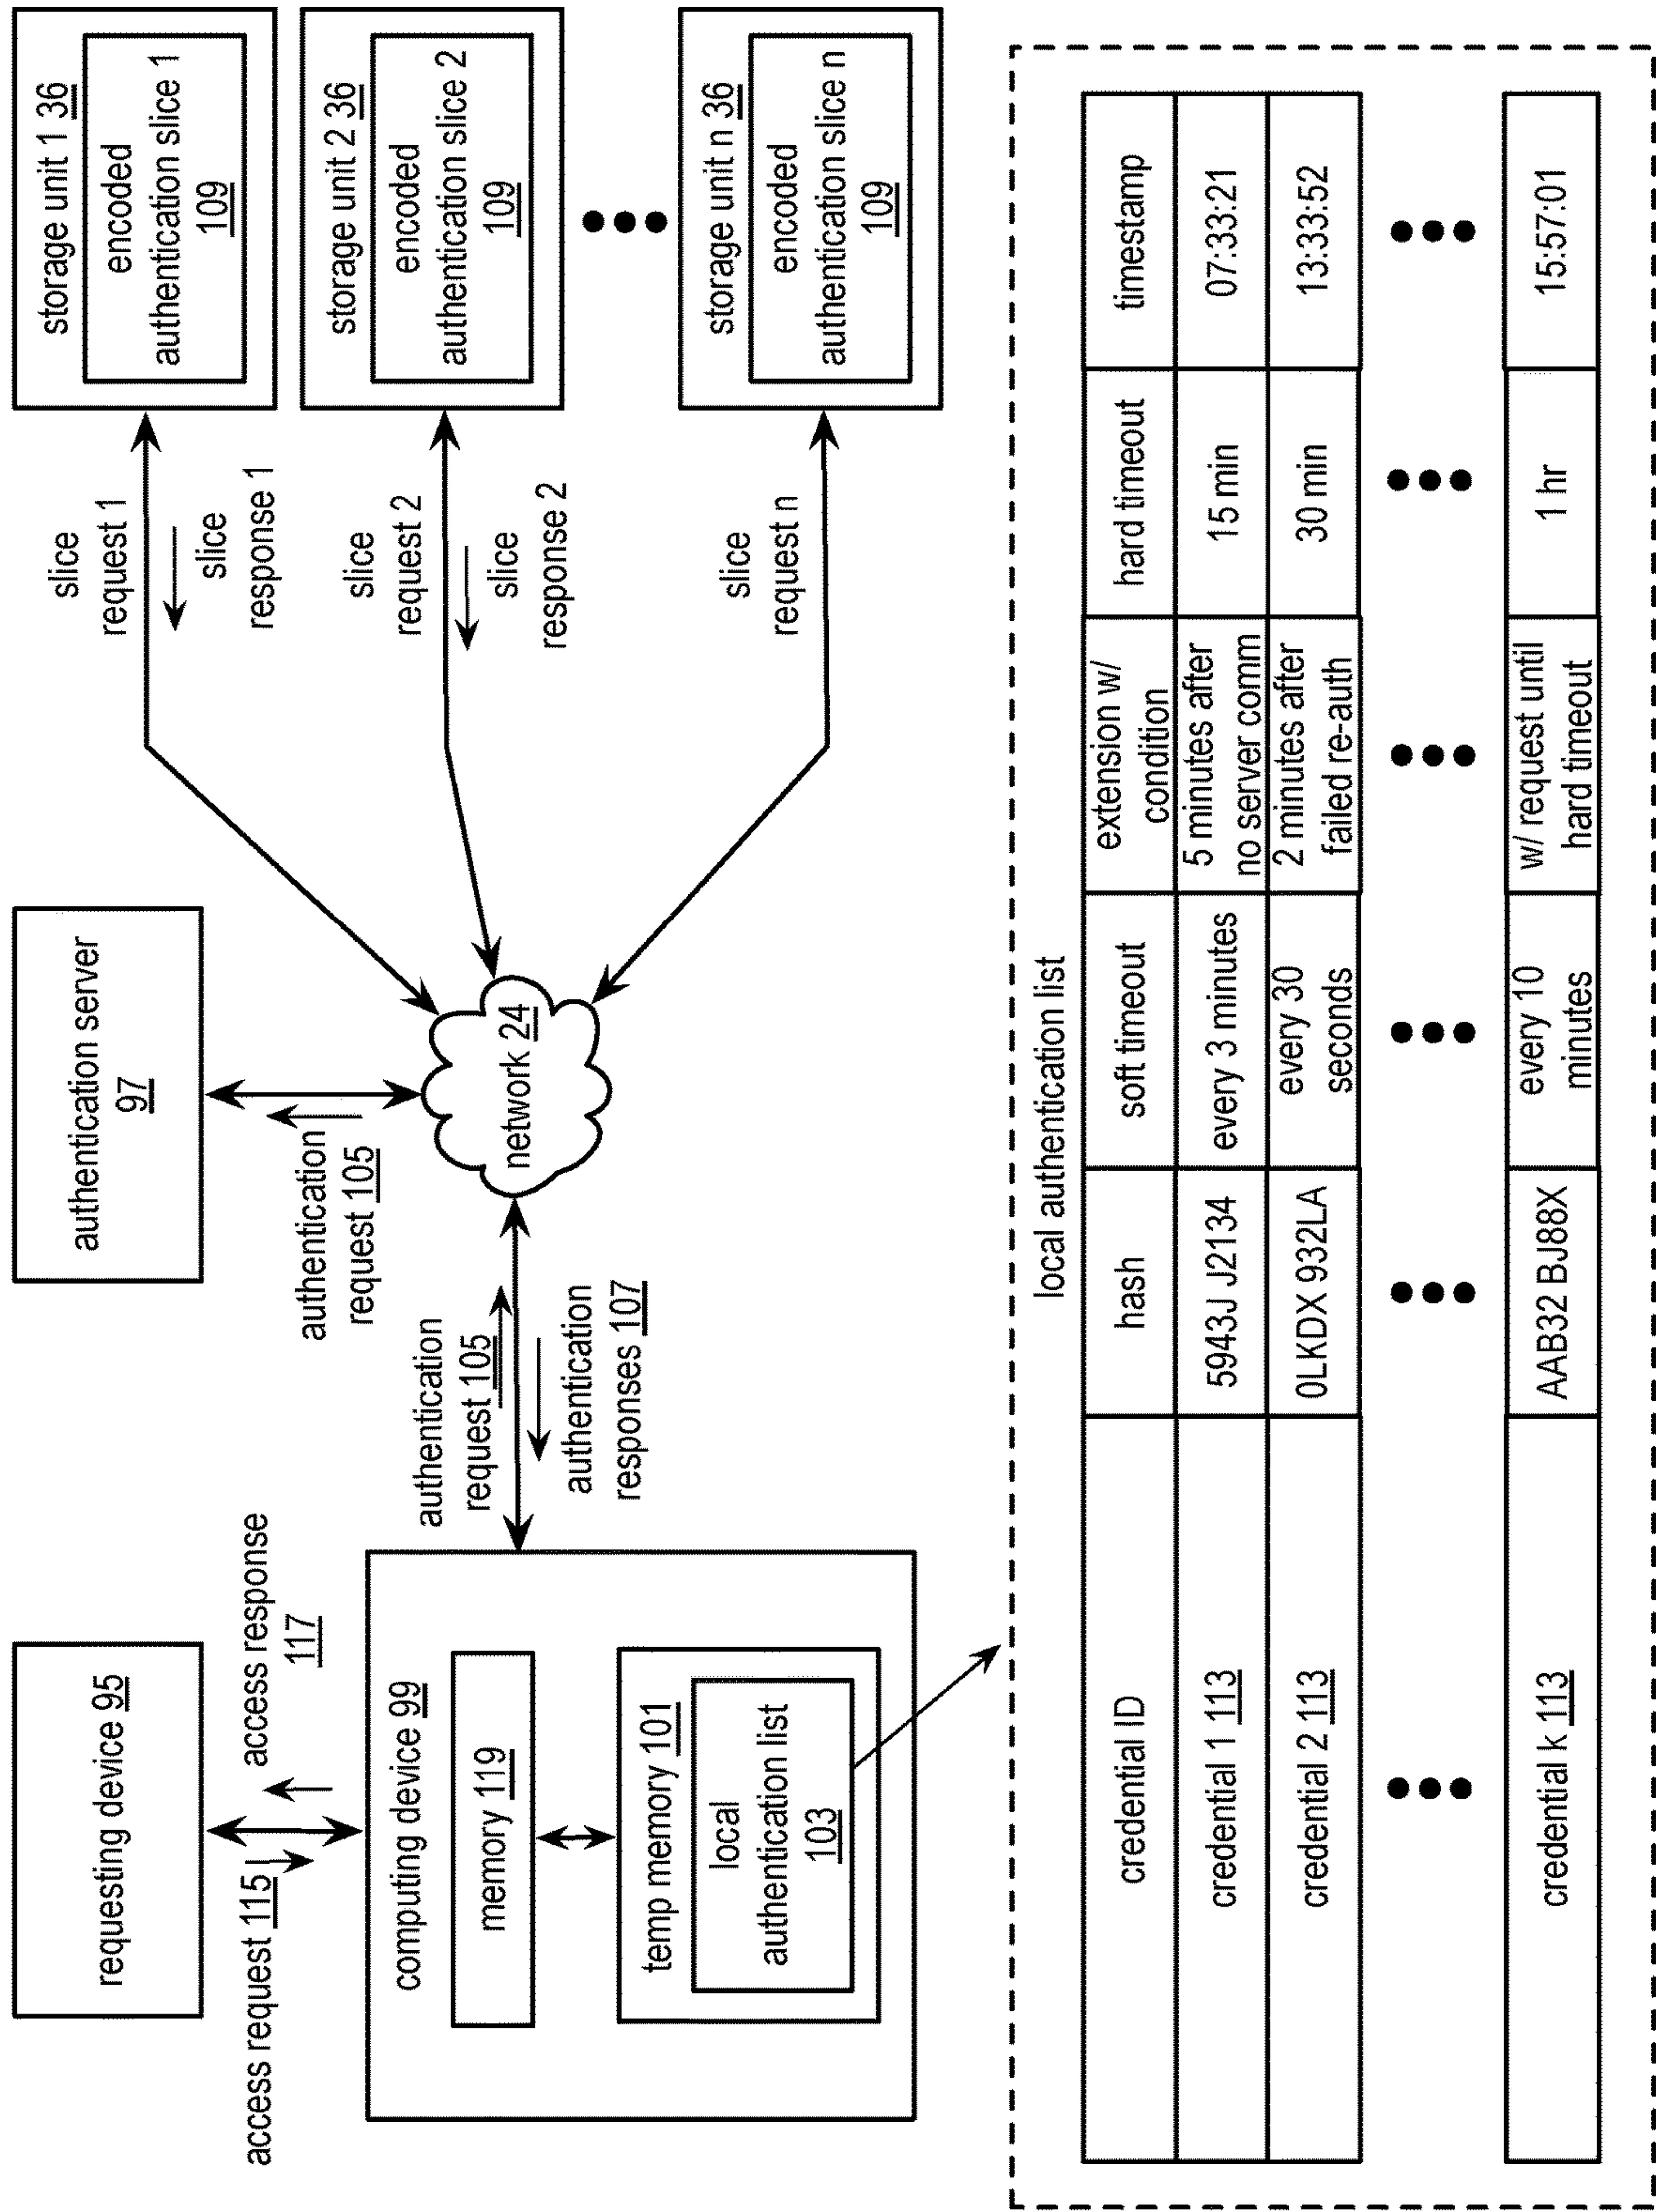 requesting device 95
access request 115
access response
117
computing device 99
memory 119
temp memory 101
local
authentication list
103
authentication server
97
authentication
request 105
authentication
request 105
authentication
responses 107
network 24
slice
request 1
slice
response 1
slice
request 2
slice
response 2
slice
request n
storage unit 1 36
encoded
authentication slice 1
109
storage unit 2 36
encoded
authentication slice 2
109
storage unit n 36
encoded
authentication slice n
109
local authentication list
credential ID
hash
soft timeout
extension w/
condition
hard timeout
timestamp
credential 1 113
5943J J2134
every 3 minutes
5 minutes after
no server comm
15 min
07:33:21
credential 2 113
0LKDX 932LA
every 30
seconds
2 minutes after
failed re-auth
30 min
13:33:52
credential k 113
AAB32 BJ88X
every 10
minutes
w/ request until
hard timeout
1 hr
15:57:01